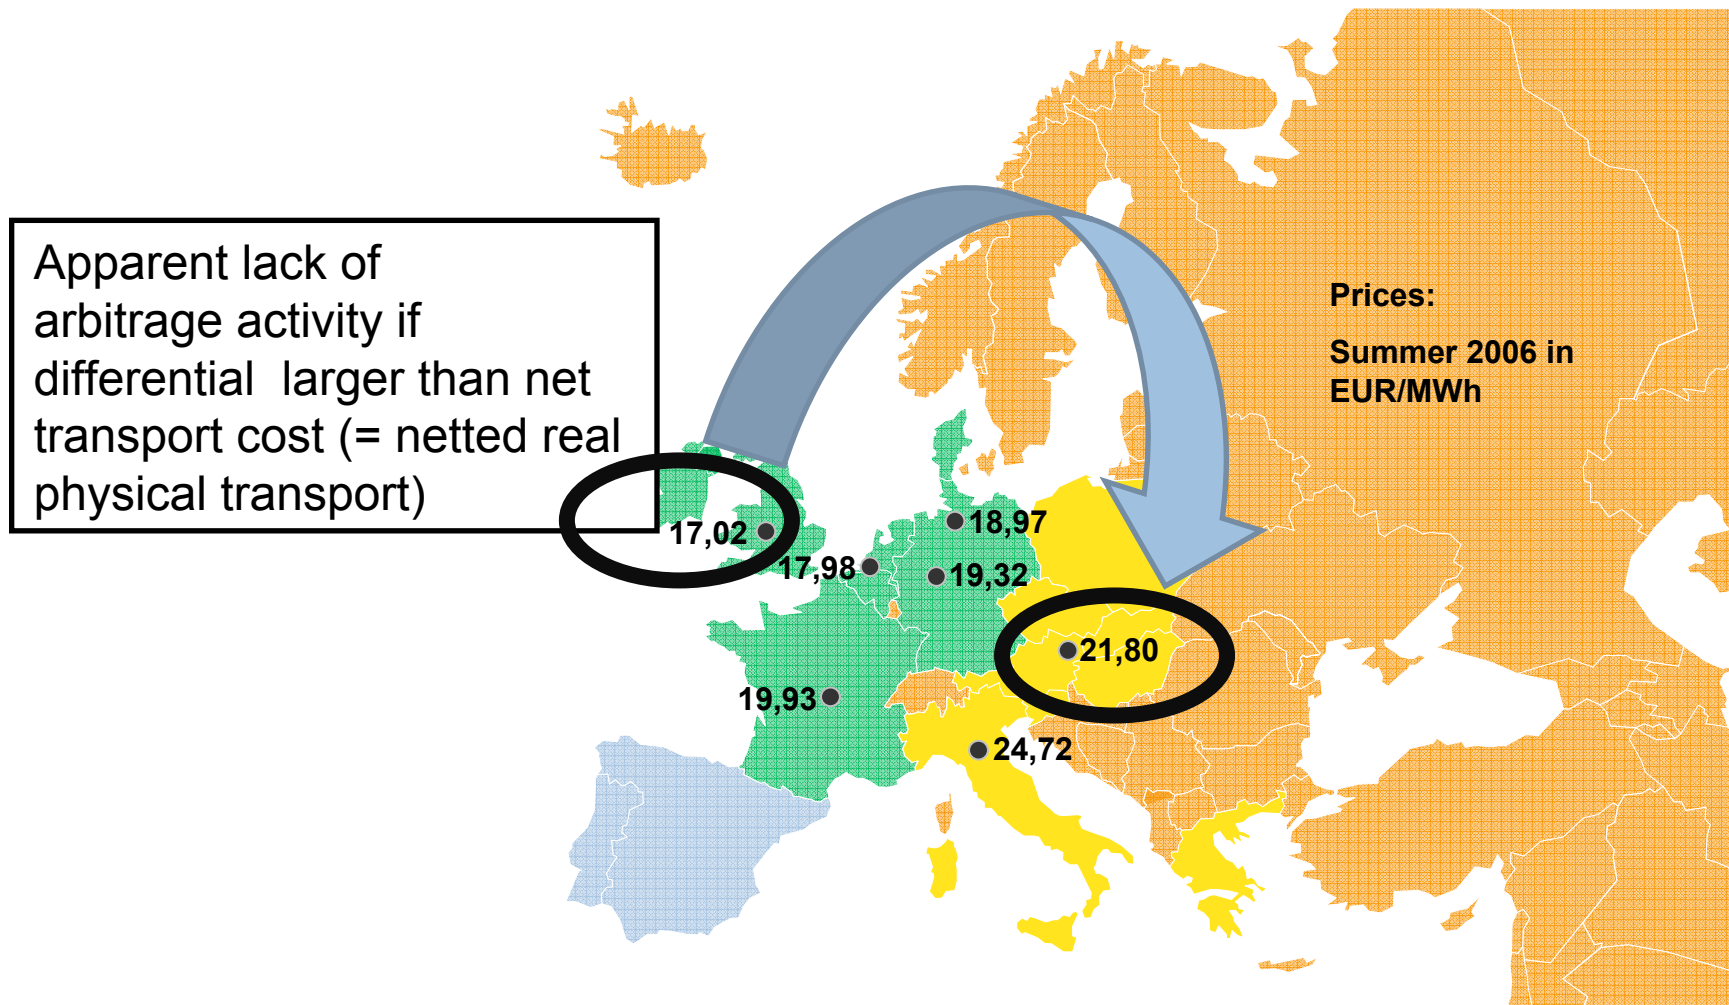 Apparent lack of
arbitrage activity if
differential  larger than net
transport cost (= netted real
physical transport)
Prices:
Summer 2006 in
EUR/MWh
17,02
18,97
17,98
19,32
21,80
19,93
24,72